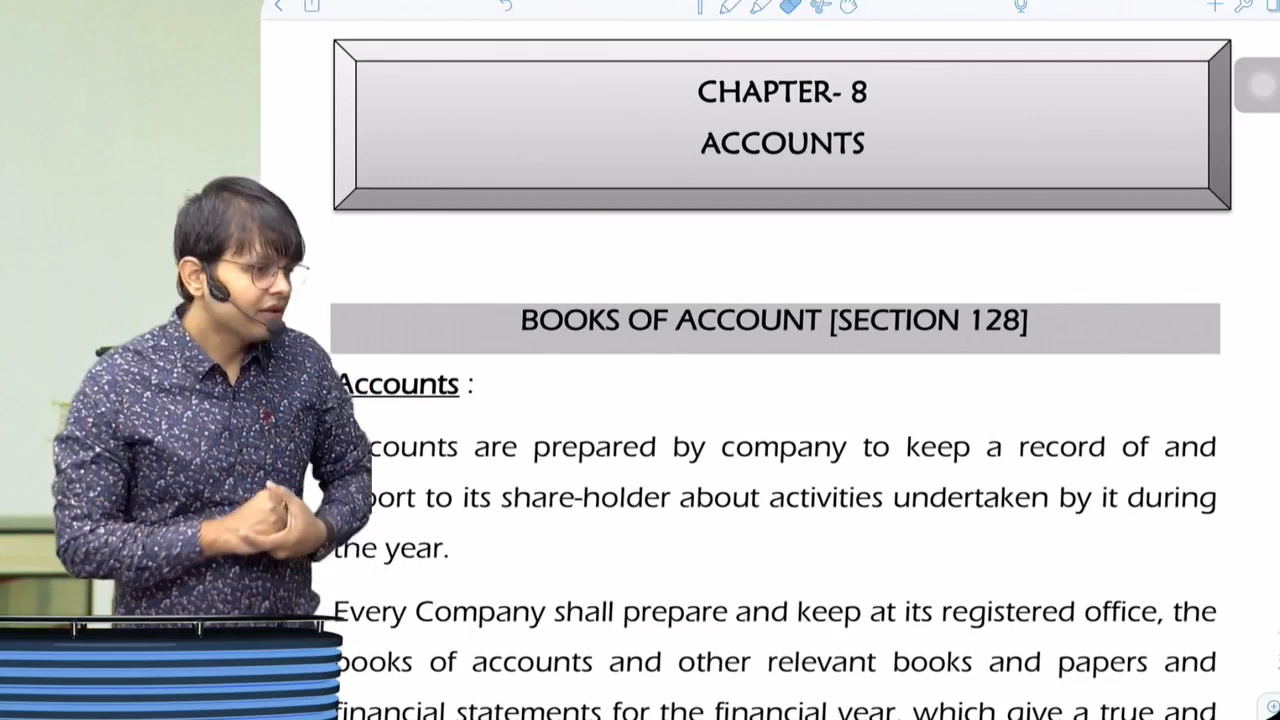 CHAPTER- 8
ACCOUNTS
BOOKS OF ACCOUNT [SECTION 128]
Accounts :
are prepared by company to keep a record of and
to its share-holder about activities undertaken by it during
the year.
Every Company shall prepare and keep at its registered office, the
books of accounts and other relevant books and papers and
financial statements for the financial year, which give a true and